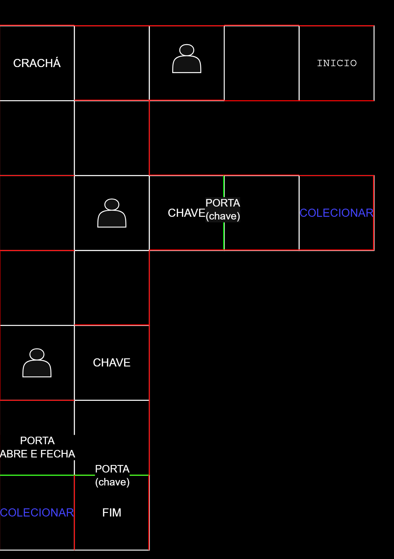 CRACHÁ
INICIO
CHAVE
PORTA
(chave)
COLECIONAR
CHAVE
PORTA
ABRE E FECHA
PORTA
(chave)
COLECIONAR
FIM